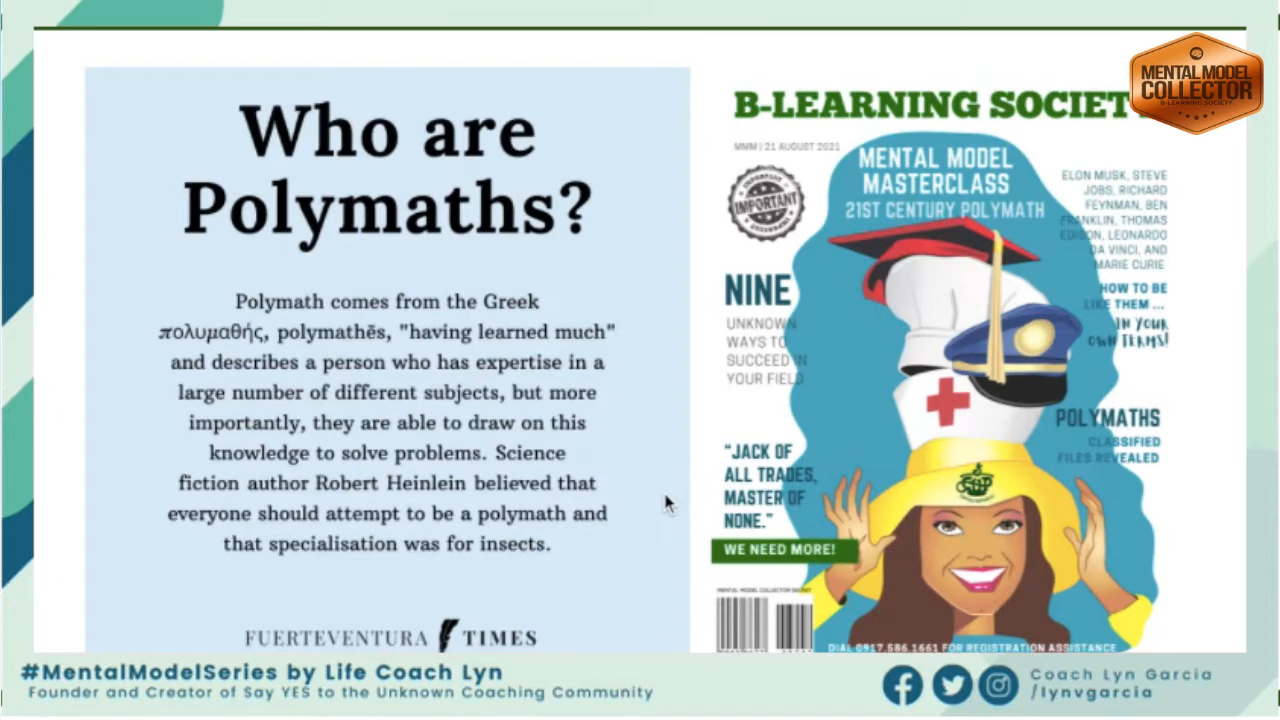 Who are
Polymaths?
Polymath comes from the Greek
πολυμαθής, polymathēs, "having learned much"
and describes a person who has expertise in a
large number of different subjects, but more
importantly, they are able to draw on this
knowledge to solve problems. Science
fiction author Robert Heinlein believed that
everyone should attempt to be a polymath and
that specialisation was for insects.
FUERTEVENTURA TIMES
MENTAL MODEL
COLLECTOR
B-LEARNING SOCIETY
B-LEARNING SOCIET
MMM | 21 AUGUST 2021
IMPORTANT
MENTAL MODEL
MASTERCLASS
21ST CENTURY POLYMATH
ELON MUSK, STEVE
JOBS, RICHARD
FEYNMAN, BEN
FRANKLIN, THOMAS
EDISON, LEONARDO
DA VINCI, AND
MARIE CURIE
HOW TO BE
LIKE THEM ...
IN YOUR
OWN TERMS!
NINE
UNKNOWN
WAYS TO
SUCCEED IN
YOUR FIELD
POLYMATHS
CLASSIFIED
FILES REVEALED
“JACK OF
ALL TRADES,
MASTER OF
NONE.”
WE NEED MORE!
MENTAL MODEL COLLECTOR SECRET
DIAL 0917.586.1661 FOR REGISTRATION ASSISTANCE
#MentalModelSeries by Life Coach Lyn
Founder and Creator of Say YES to the Unknown Coaching Community
Coach Lyn Garcia
/lynvgarcia